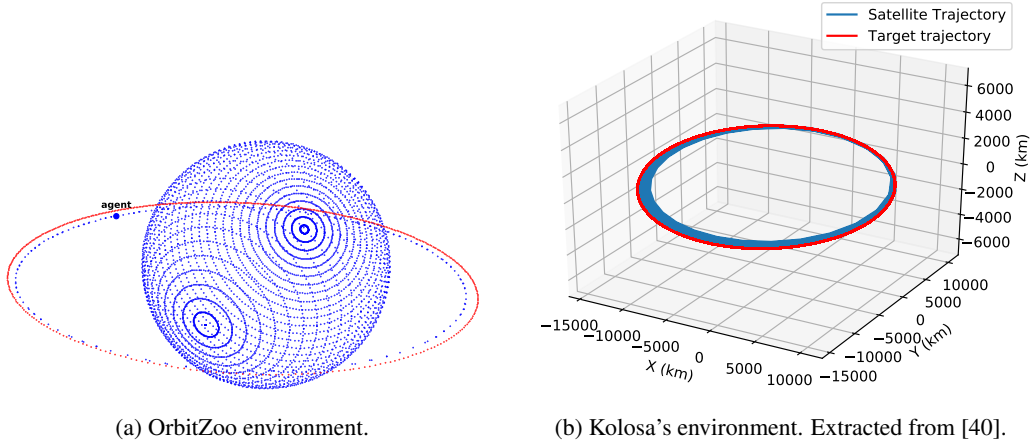 agent
(a) OrbitZoo environment.
Satellite Trajectory
Target trajectory
6000
4000
2000
0
−2000
−4000
−6000
Z (km)
−15000
−10000
−5000
0
5000
10000
X (km)
−15000
−10000
−5000
0
5000
10000
Y (km)
(b) Kolosa's environment. Extracted from [40].